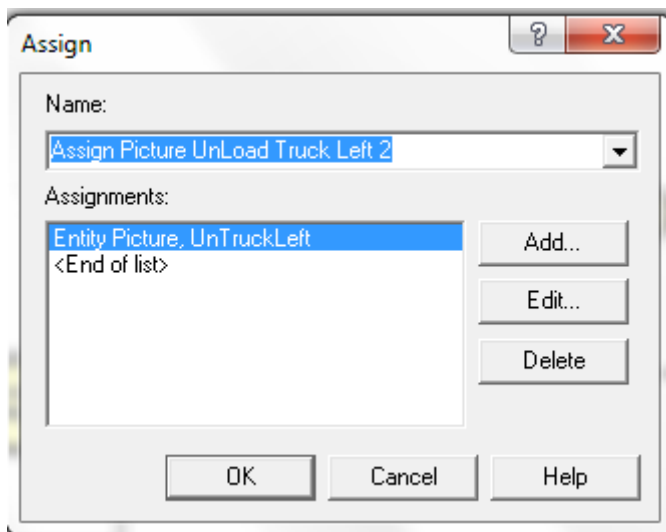 Assign
Name:
Assign Picture UnLoad Truck Left 2
Assignments:
Entity Picture, UnTruckLeft
<End of list>
Add...
Edit...
Delete
OK
Cancel
Help